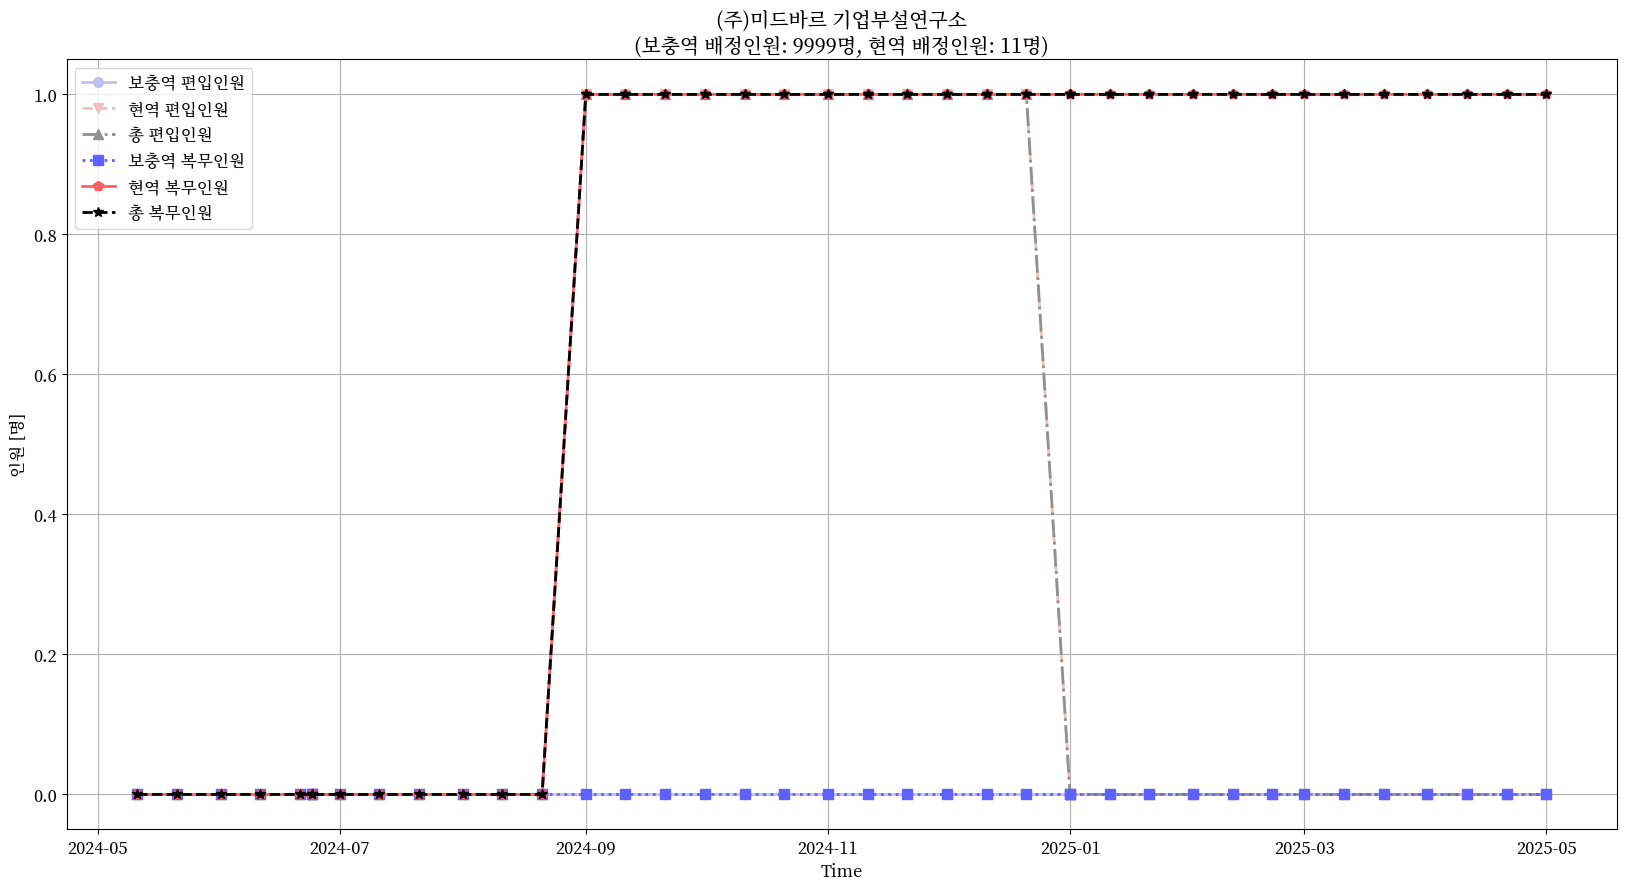 (주)미드바르 기업부설연구소
(보충역 배정인원: 9999명, 현역 배정인원: 11명)
보충역 편입인원
현역 편입인원
총 편입인원
보충역 복무인원
현역 복무인원
총 복무인원
인원 [명]
1.0
0.8
0.6
0.4
0.2
0.0
2024-05
2024-07
2024-09
2024-11
2025-01
2025-03
2025-05
Time